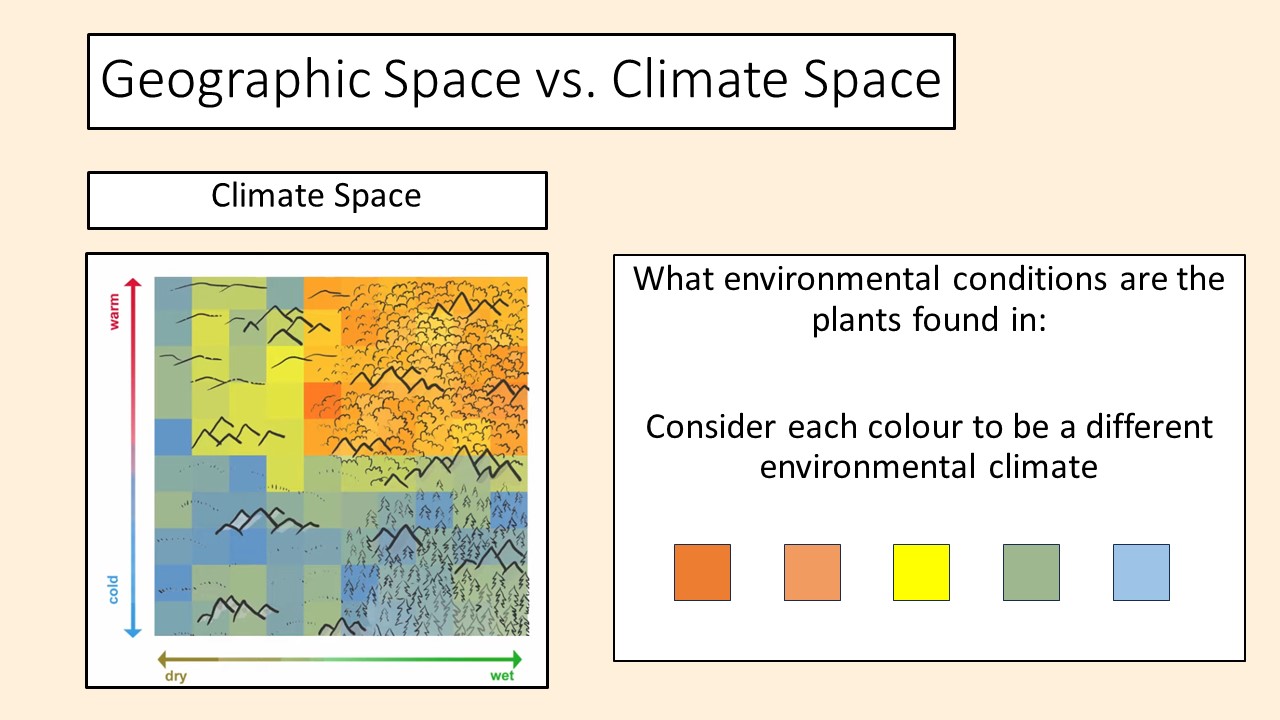 Geographic Space vs. Climate Space
Climate Space
warm
cold
dry
wet
What environmental conditions are the
plants found in:
Consider each colour to be a different
environmental climate